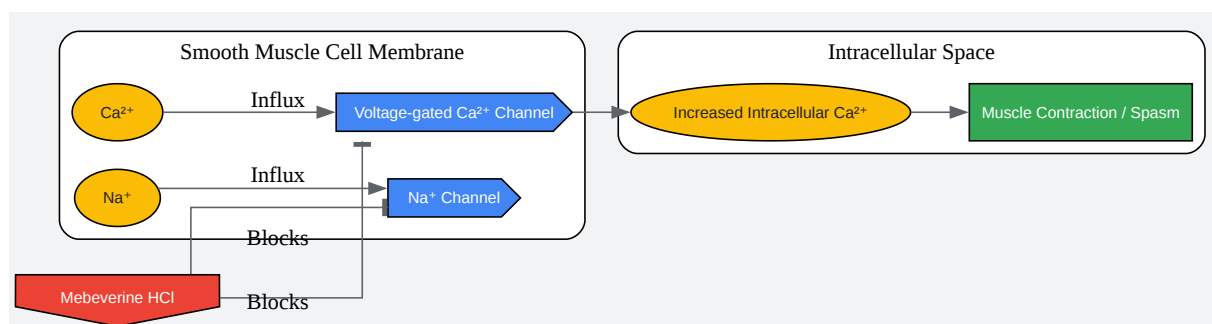 Smooth Muscle Cell Membrane
Intracellular Space
Ca²⁺
Influx
Voltage-gated Ca²⁺ Channel
Increased Intracellular Ca²⁺
Muscle Contraction / Spasm
Na⁺
Influx
Na⁺ Channel
Blocks
Mebeverine HCl
Blocks